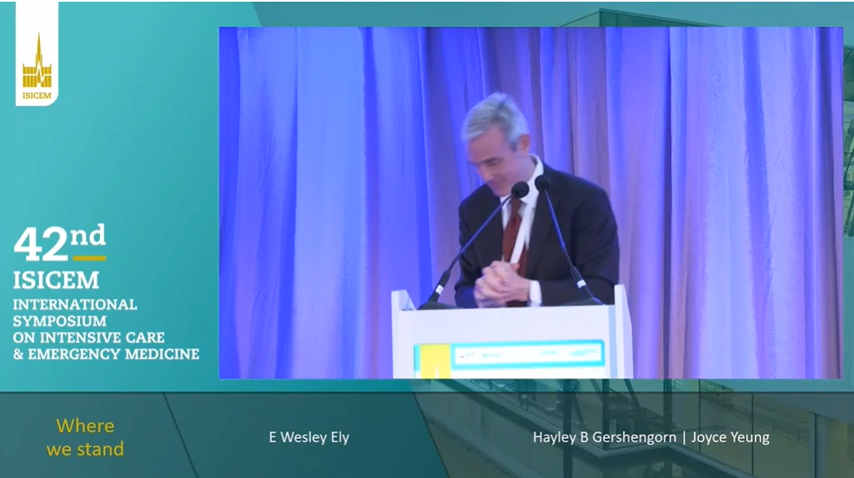 ISICEM
42nd
ISICEM
INTERNATIONAL
SYMPOSIUM
ON INTENSIVE CARE
& EMERGENCY MEDICINE
Where
we stand
E Wesley Ely
Hayley B Gershengorn | Joyce Yeung